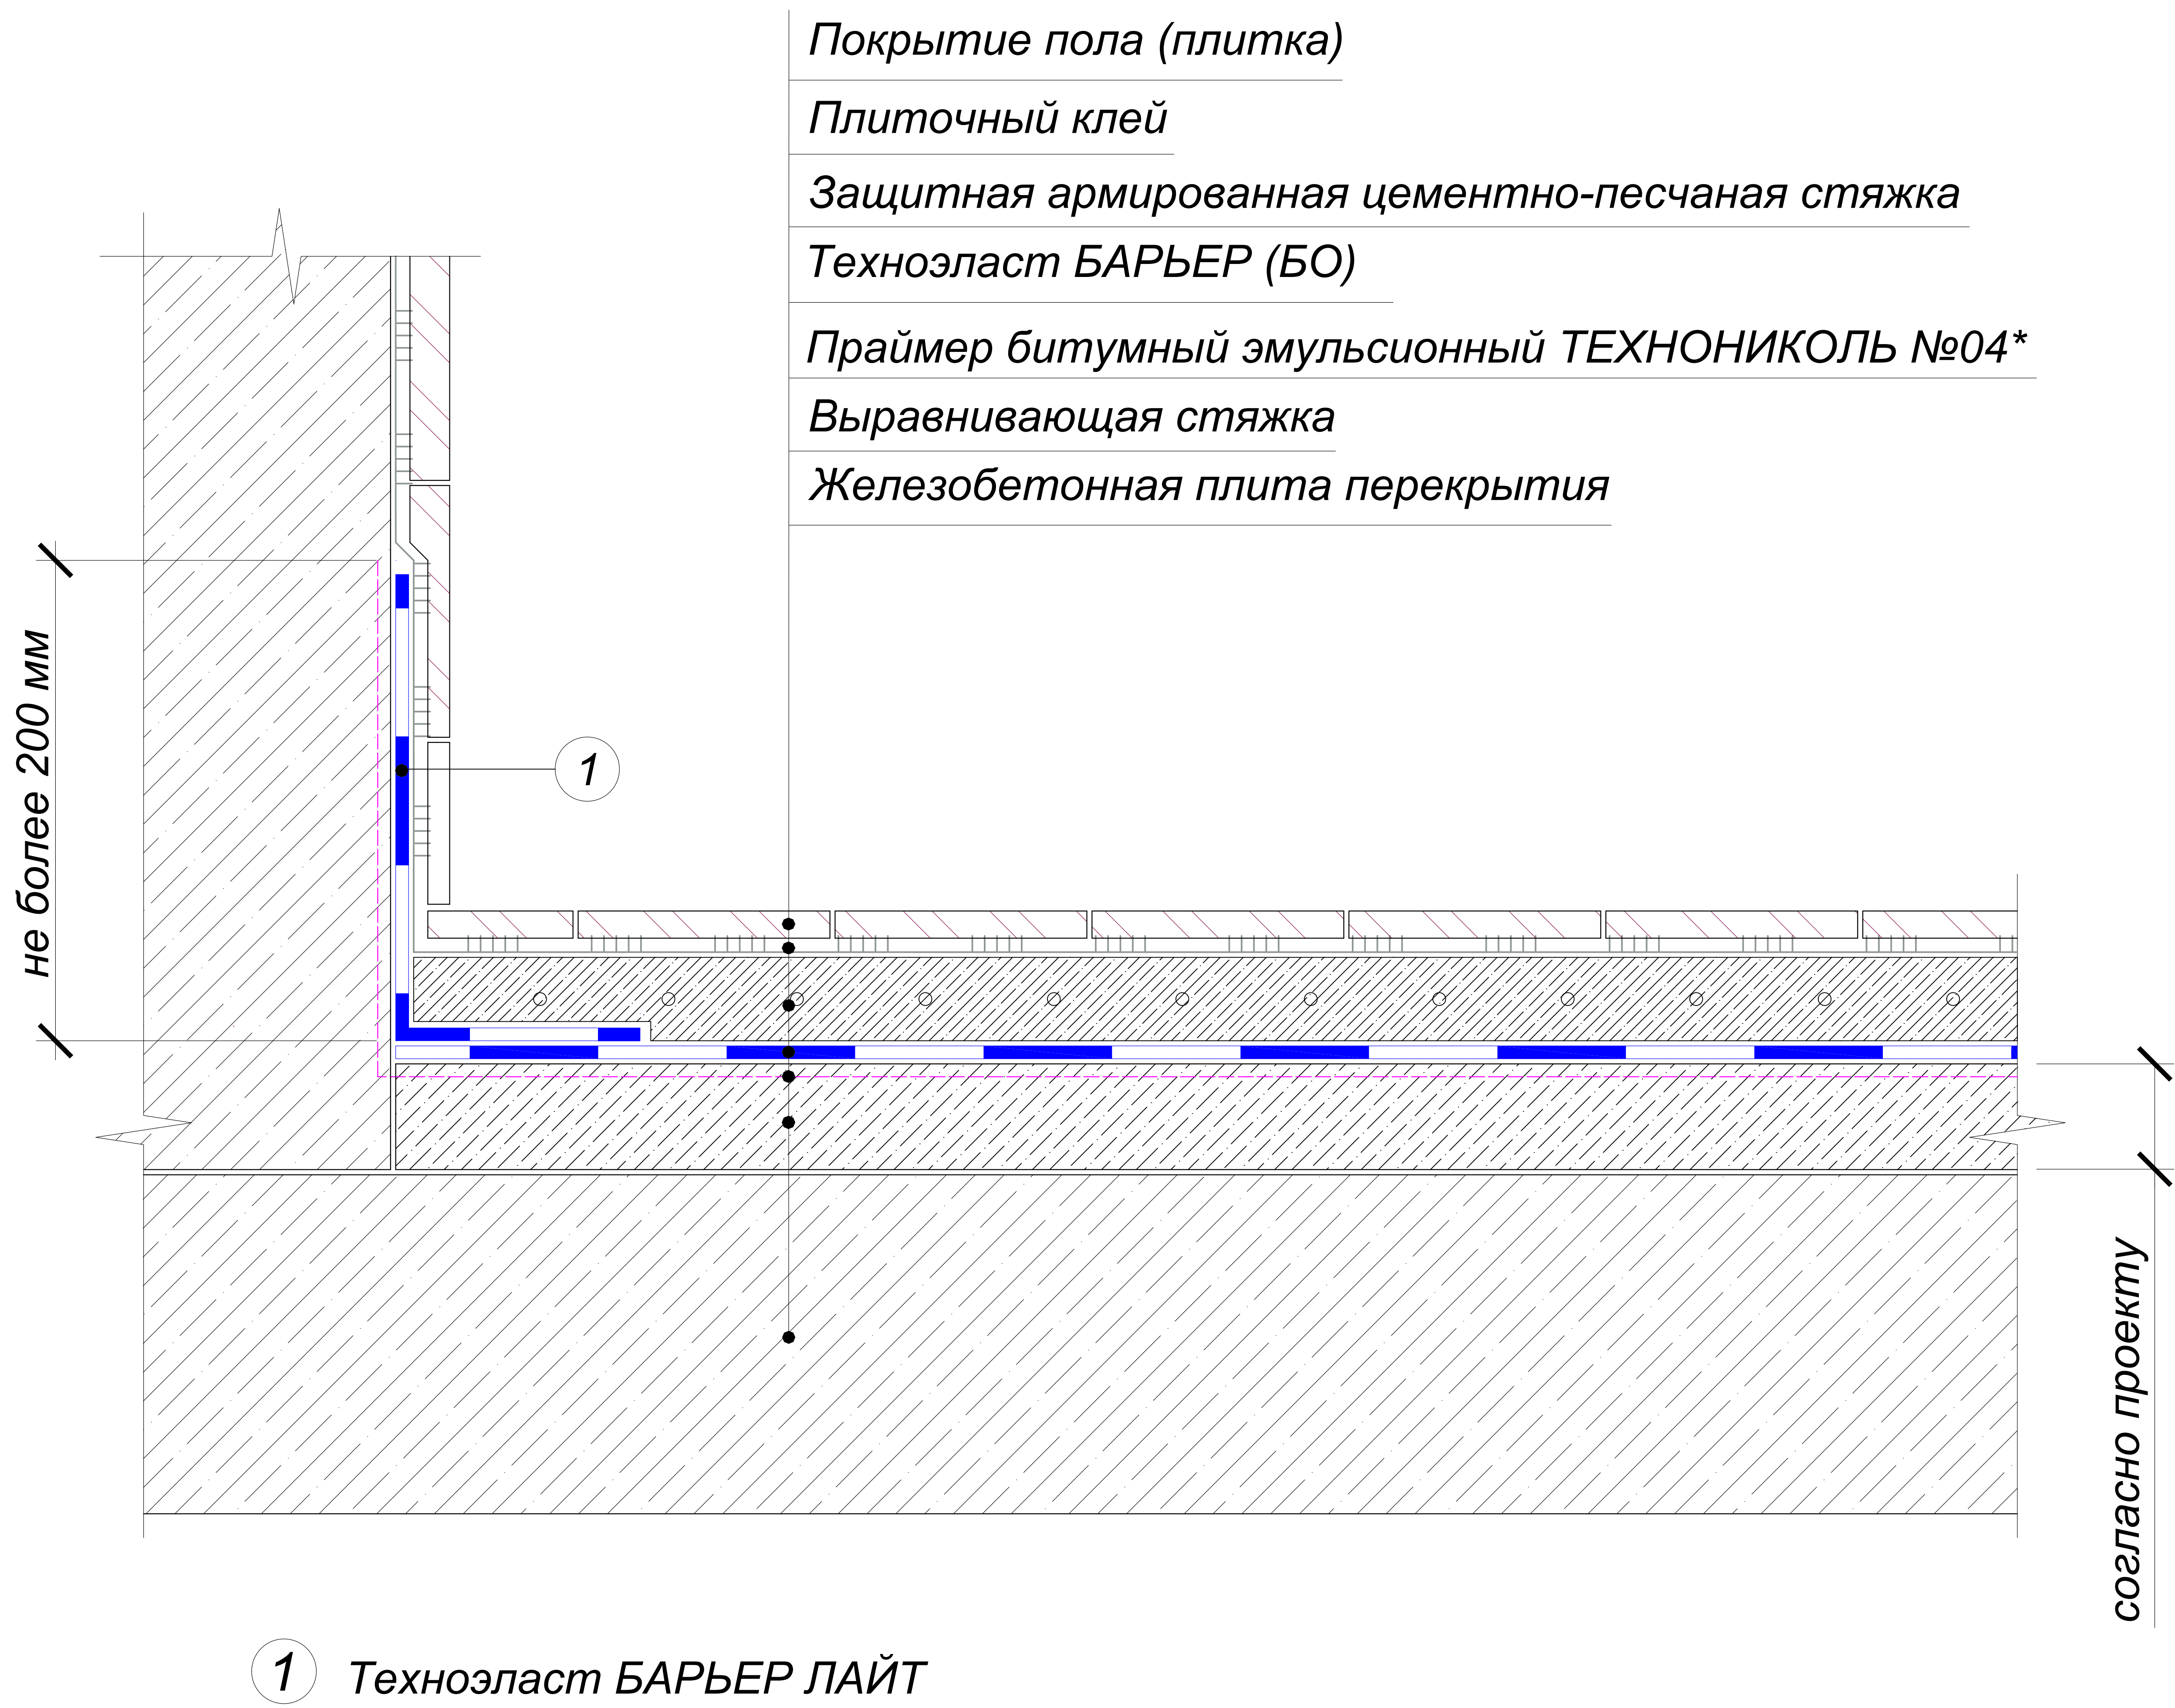 Покрытие пола (плитка)
Плиточный клей
Защитная армированная цементно-песчаная стяжка
Техноэласт БАРЬЕР (БО)
Праймер битумный эмульсионный ТЕХНОНИКОЛЬ №04*
Выравнивающая стяжка
Железобетонная плита перекрытия
не более 200 мм
1
согласно проекту
1 Техноэласт БАРЬЕР ЛАЙТ